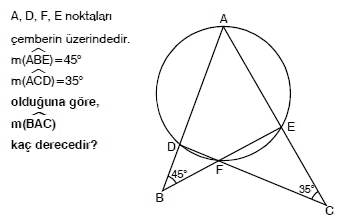 A, D, F, E noktaları
çemberin üzerindedir.
m(ABE)=45°
m(ACD)=35°
olduğuna göre,
m(BAC)
kaç derecedir?
A
D
E
F
45°
35°
B
C